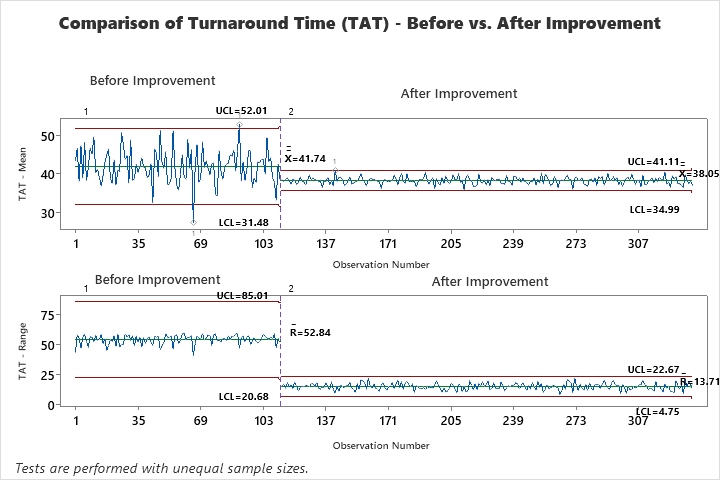 Comparison of Turnaround Time (TAT) - Before vs. After Improvement
Before Improvement
After Improvement
1
UCL=52.01
2
50
40
30
TAT - Mean
X=41.74
1
1
1
UCL=41.11
X=38.05
LCL=31.48
LCL=34.99
1 35 69 103 137 171 205 239 273 307
Observation Number
Before Improvement
After Improvement
1
UCL=85.01
2
75
50
25
0
TAT - Range
R=52.84
UCL=22.67
R=13.71
LCL=20.68
LCL=4.75
1 35 69 103 137 171 205 239 273 307
Observation Number
Tests are performed with unequal sample sizes.